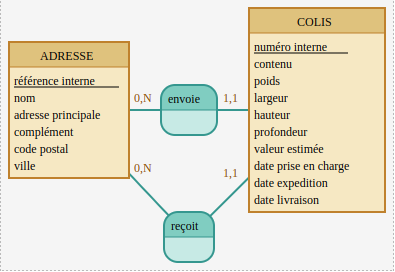 ADRESSE
référence interne
nom
adresse principale
complément
code postal
ville
0,N
envoie
1,1
COLIS
numéro interne
contenu
poids
largeur
hauteur
profondeur
valeur estimée
date prise en charge
date expedition
date livraison
0,N
reçoit
1,1